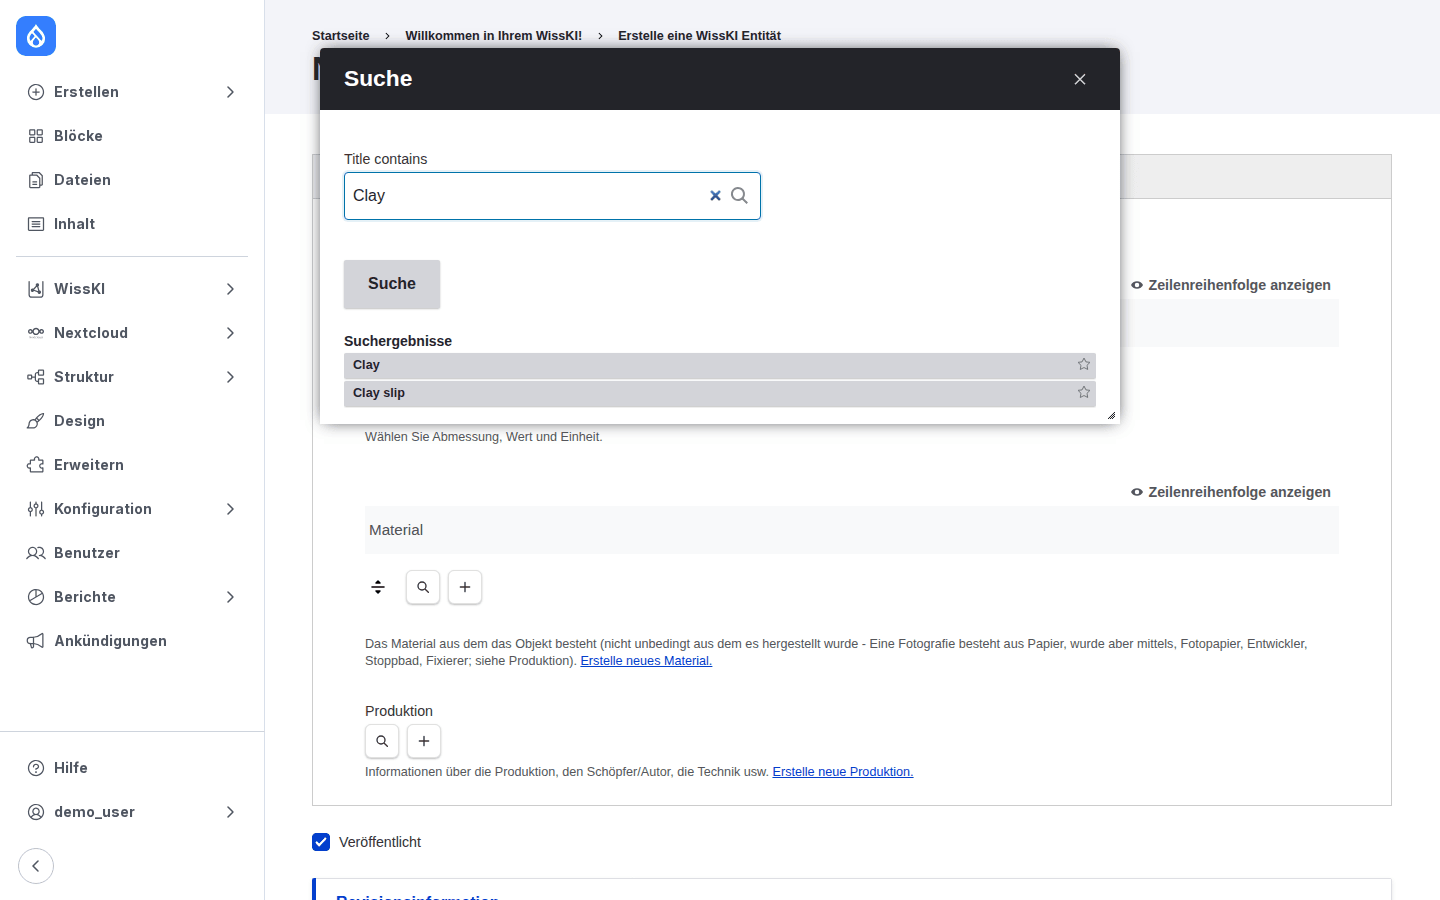 Startseite > Willkommen in Ihrem WissKI! > Erstelle eine WissKI Entität
Suche
Title contains
Clay
Suche
Suchergebnisse
Clay
Clay slip
Erstellen
Blöcke
Dateien
Inhalt
WissKI
Nextcloud
Struktur
Design
Erweitern
Konfiguration
Benutzer
Berichte
Ankündigungen
Hilfe
demo_user
Zeilenreihenfolge anzeigen
Wählen Sie Abmessung, Wert und Einheit.
Zeilenreihenfolge anzeigen
Material
Das Material aus dem das Objekt besteht (nicht unbedingt aus dem es hergestellt wurde - Eine Fotografie besteht aus Papier, wurde aber mittels, Fotopapier, Entwickler,
Stoppbad, Fixierer; siehe Produktion). Erstelle neues Material.
Produktion
Informationen über die Produktion, den Schöpfer/Autor, die Technik usw. Erstelle neue Produktion.
Veröffentlicht
Revisionsinformation